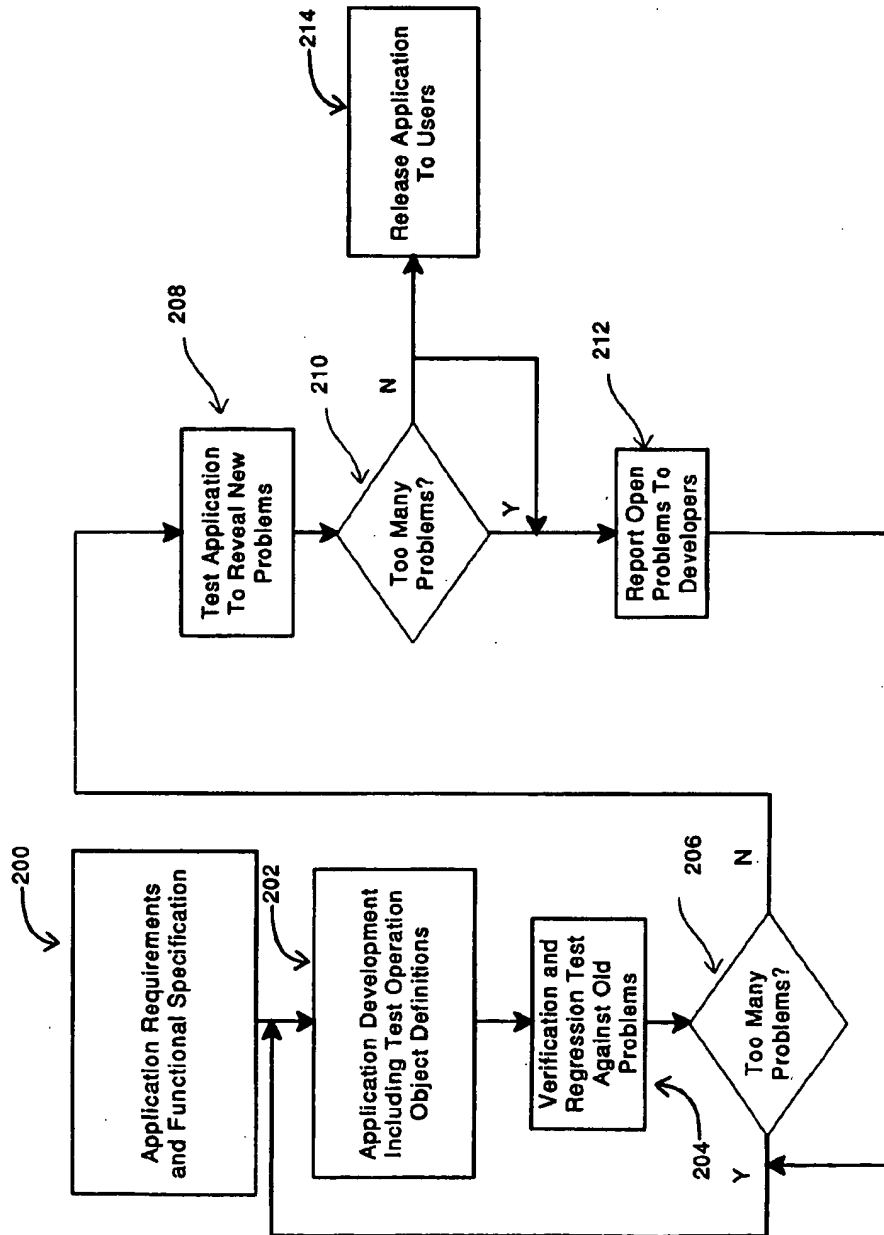 200
Application Requirements
and Functional Specification
202
Application Development
Including Test Operation
Object Definitions
Verification and
Regression Test
Against Old
Problems
204
206
Too Many
Problems?
Y
N
208
Test Application
To Reveal New
Problems
210
Too Many
Problems?
N
Y
212
Report Open
Problems To
Developers
214
Release Application
To Users